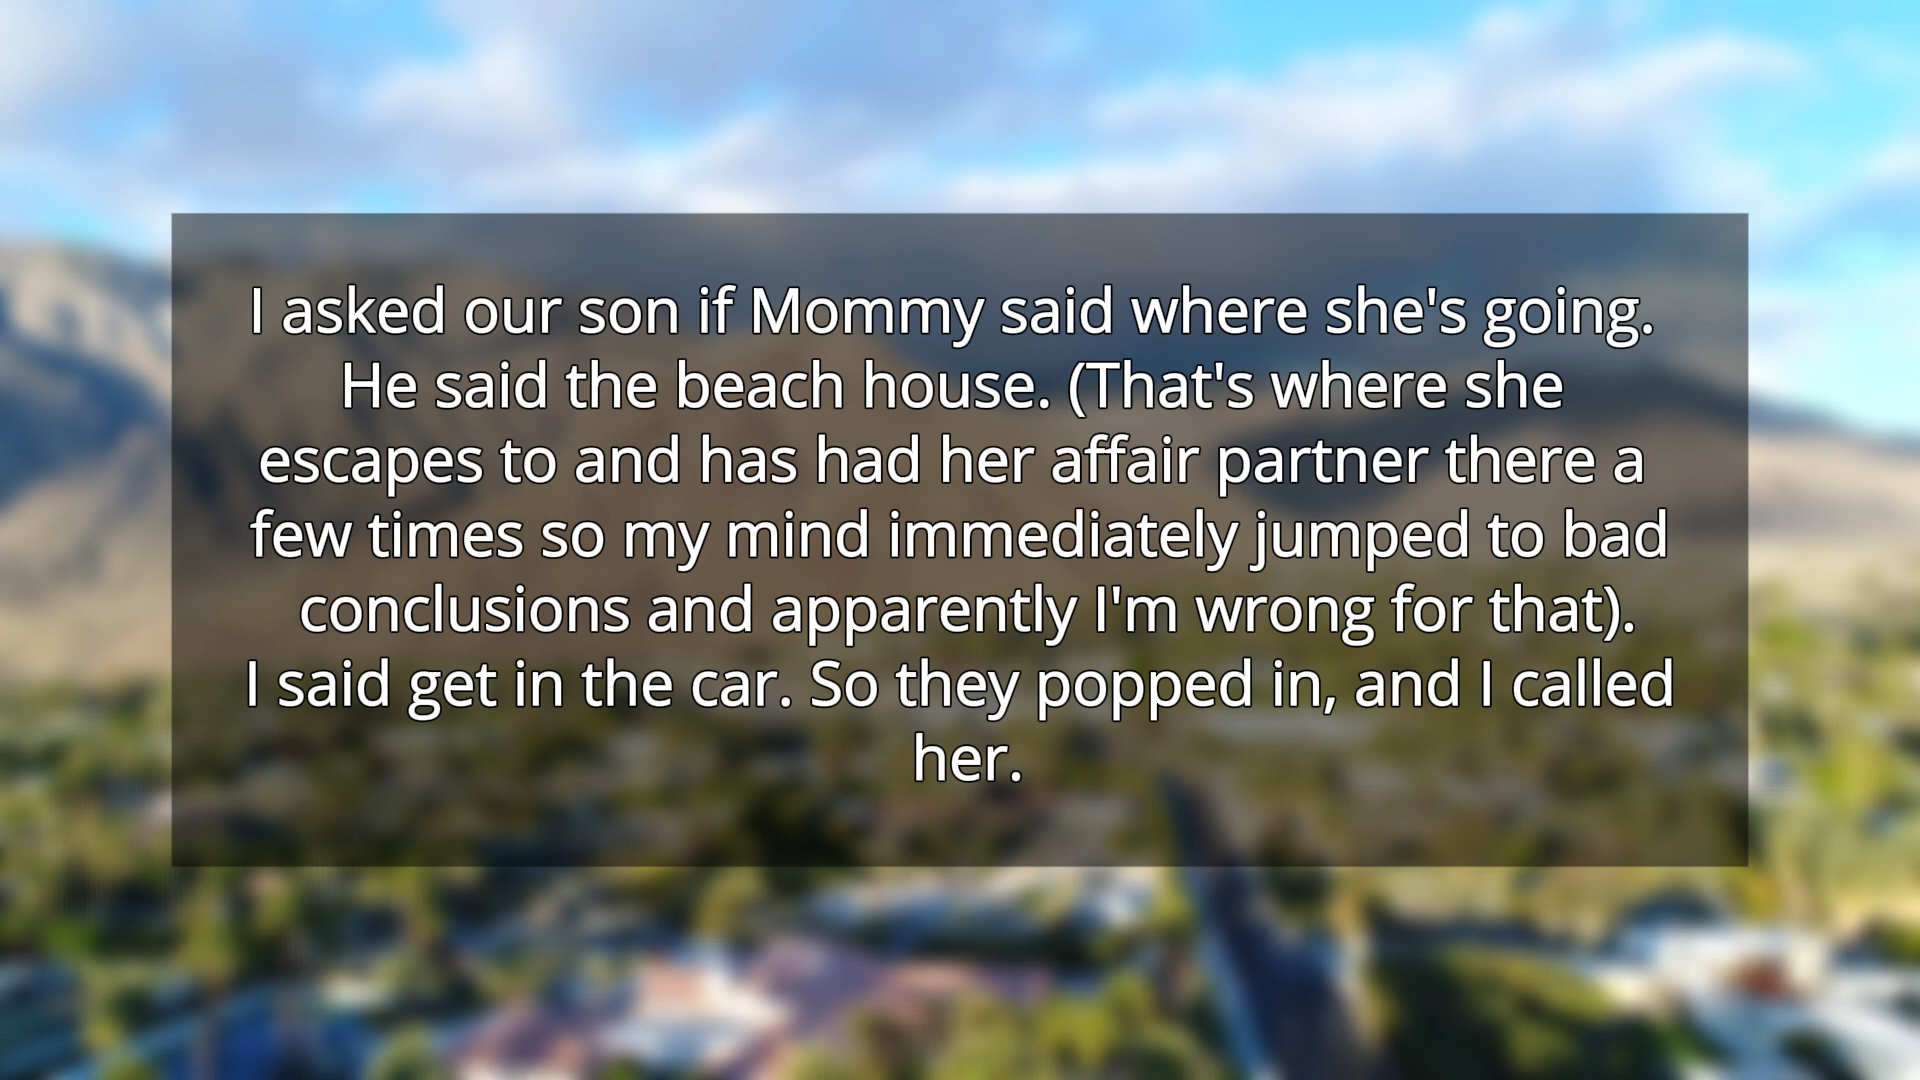 I asked our son if Mommy said where she's going.
He said the beach house. (That's where she
escapes to and has had her affair partner there a
few times so my mind immediately jumped to bad
conclusions and apparently I'm wrong for that).
I said get in the car. So they popped in, and I called
her.